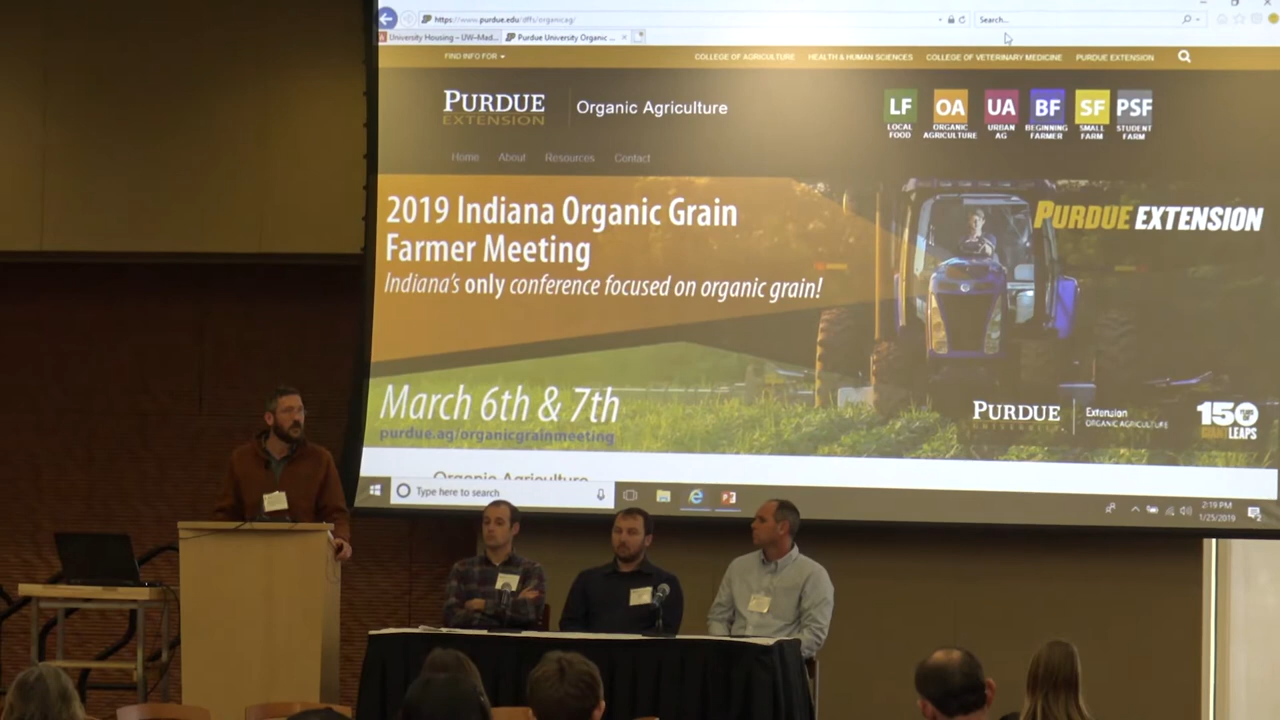 https://www.purdue.edu/dffs/organicag/
Search...
University Housing – UW–Mad...
Purdue University Organic ...
FIND INFO FOR
COLLEGE OF AGRICULTURE
HEALTH & HUMAN SCIENCES
COLLEGE OF VETERINARY MEDICINE
PURDUE EXTENSION
PURDUE
EXTENSION
Organic Agriculture
LF
LOCAL
FOOD
OA
ORGANIC
AGRICULTURE
UA
URBAN
AG
BF
BEGINNING
FARMER
SF
SMALL
FARM
PSF
STUDENT
FARM
Home
About
Resources
Contact
2019 Indiana Organic Grain
Farmer Meeting
Indiana's only conference focused on organic grain!
PURDUE EXTENSION
March 6th & 7th
purdue.ag/organicgrainmeeting
PURDUE
UNIVERSITY
Extension
ORGANIC AGRICULTURE
150
GIANT
LEAPS
Organic Agriculture
Type here to search
2:19 PM
1/25/2019